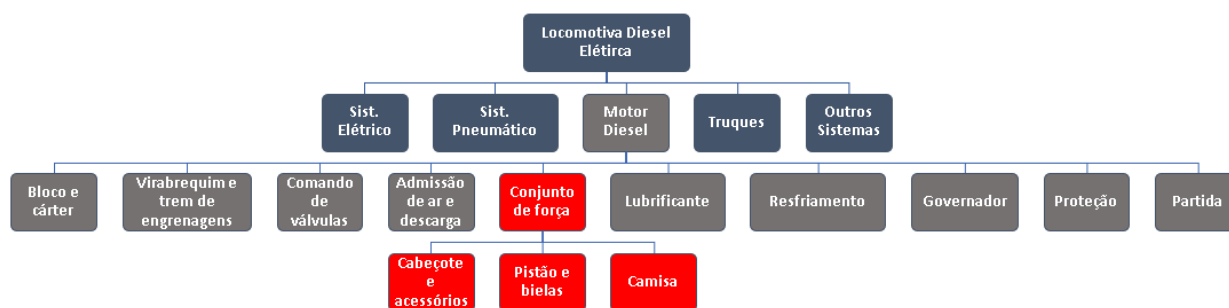 Locomotiva Diesel
Elétirca
Sist.
Elétrico
Sist.
Pneumático
Motor
Diesel
Truques
Outros
Sistemas
Bloco e
cárter
Virabrequim e
trem de
engrenagens
Comando
de
válvulas
Admissão
de ar e
descarga
Conjunto
de força
Lubrificante
Resfriamento
Governador
Proteção
Partida
Cabeçote
e
acessórios
Pistão e
bielas
Camisa